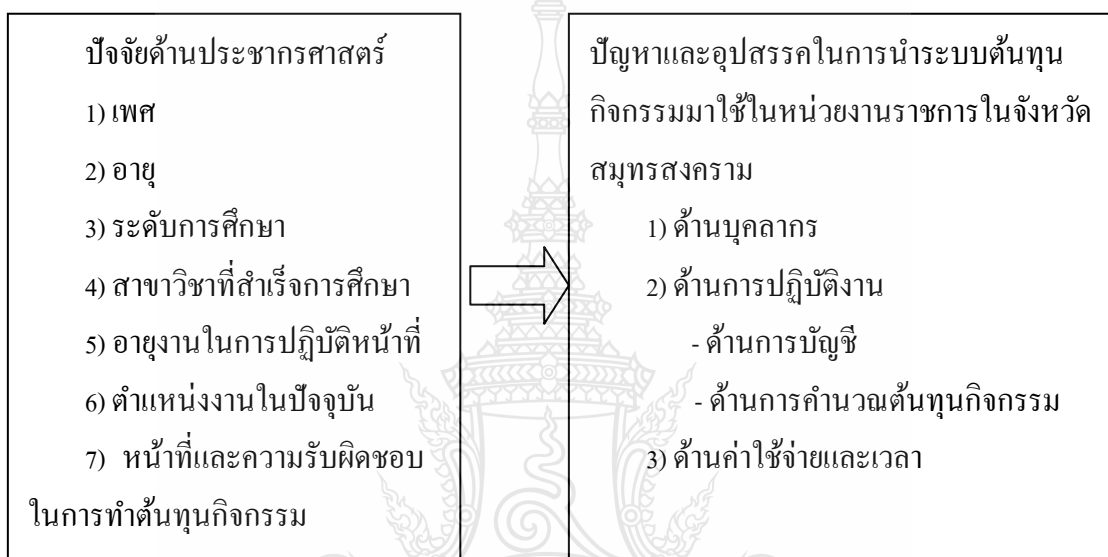 ปัจจัยด้านประชากรศาสตร์
1) เพศ
2) อายุ
3) ระดับการศึกษา
4) สาขาวิชาที่สำเร็จการศึกษา
5) อายุงานในการปฏิบัติหน้าที่
6) ตำแหน่งงานในปัจจุบัน
7) หน้าที่และความรับผิดชอบ
ในการทำต้นทุนกิจกรรม
ปัญหาและอุปสรรคในการนำระบบต้นทุน
กิจกรรมมาใช้ในหน่วยงานราชการในจังหวัด
สมุทรสงคราม
1) ด้านบุคลากร
2) ด้านการปฏิบัติงาน
- ด้านการบัญชี
- ด้านการคำนวณต้นทุนกิจกรรม
3) ด้านค่าใช้จ่ายและเวลา